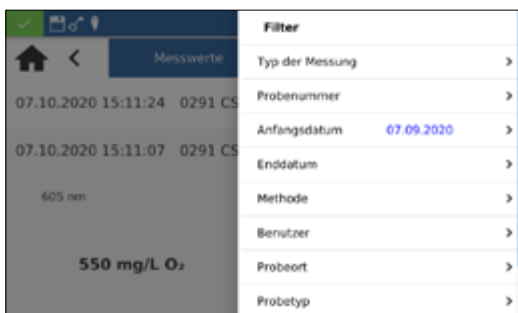 Messwerte
07.10.2020 15:11:24 0291 CS
07.10.2020 15:11:07 0291 CS
605 nm
550 mg/L O₂
Filter
Typ der Messung
Probenummer
Anfangsdatum 07.09.2020
Enddatum
Methode
Benutzer
Probeort
Probetyp